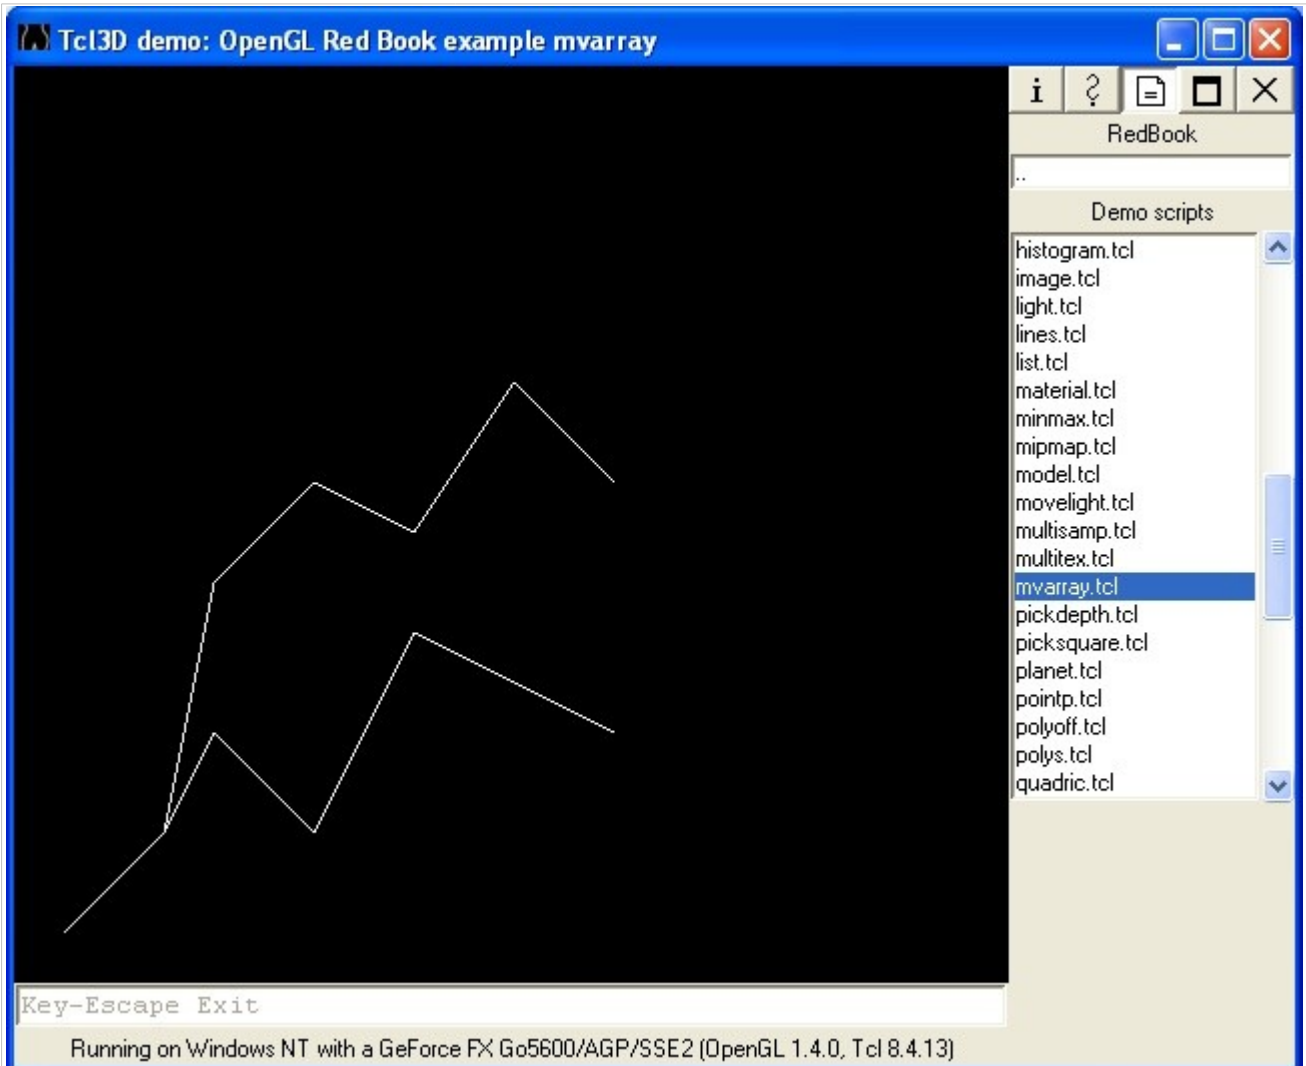 Tcl3D demo: OpenGL Red Book example mvarray
i ?
RedBook
..
Demo scripts
histogram.tcl
image.tcl
light.tcl
lines.tcl
list.tcl
material.tcl
minmax.tcl
mipmap.tcl
model.tcl
movelight.tcl
multisamp.tcl
multitex.tcl
mvarray.tcl
pickdepth.tcl
picksquare.tcl
planet.tcl
pointp.tcl
polyoff.tcl
polys.tcl
quadric.tcl
Key-Escape Exit
Running on Windows NT with a GeForce FX Go5600/AGP/SSE2 (OpenGL 1.4.0, Tcl 8.4.13)